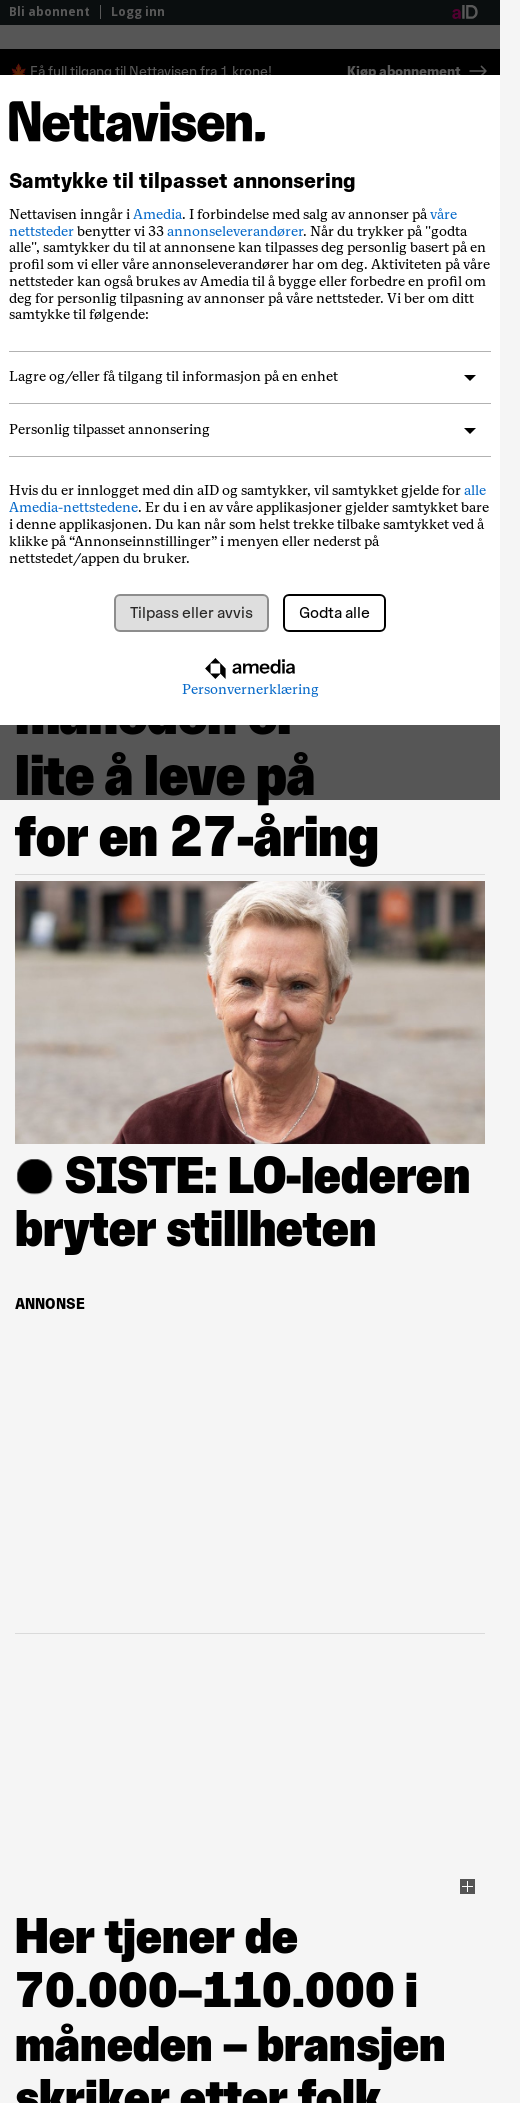 Bli abonnent | Logg inn
aID
🍁 Få full tilgang til Nettavisen fra 1 krone!
Kjøp abonnement →
Nettavisen.
Samtykke til tilpasset annonsering
Nettavisen inngår i Amedia. I forbindelse med salg av annonser på våre
nettsteder benytter vi 33 annonseleverandører. Når du trykker på "godta
alle", samtykker du til at annonsene kan tilpasses deg personlig basert på en
profil som vi eller våre annonseleverandører har om deg. Aktiviteten på våre
nettsteder kan også brukes av Amedia til å bygge eller forbedre en profil om
deg for personlig tilpasning av annonser på våre nettsteder. Vi ber om ditt
samtykke til følgende:
Lagre og/eller få tilgang til informasjon på en enhet
Personlig tilpasset annonsering
Hvis du er innlogget med din aID og samtykker, vil samtykket gjelde for alle
Amedia-nettstedene. Er du i en av våre applikasjoner gjelder samtykket bare
i denne applikasjonen. Du kan når som helst trekke tilbake samtykket ved å
klikke på “Annonseinnstillinger” i menyen eller nederst på
nettstedet/appen du bruker.
Tilpass eller avvis
Godta alle
amedia
Personvernerklæring
måneden er
lite å leve på
for en 27-åring
SISTE: LO-lederen
bryter stillheten
ANNONSE
Her tjener de
70.000–110.000 i
måneden – bransjen
skriker etter folk